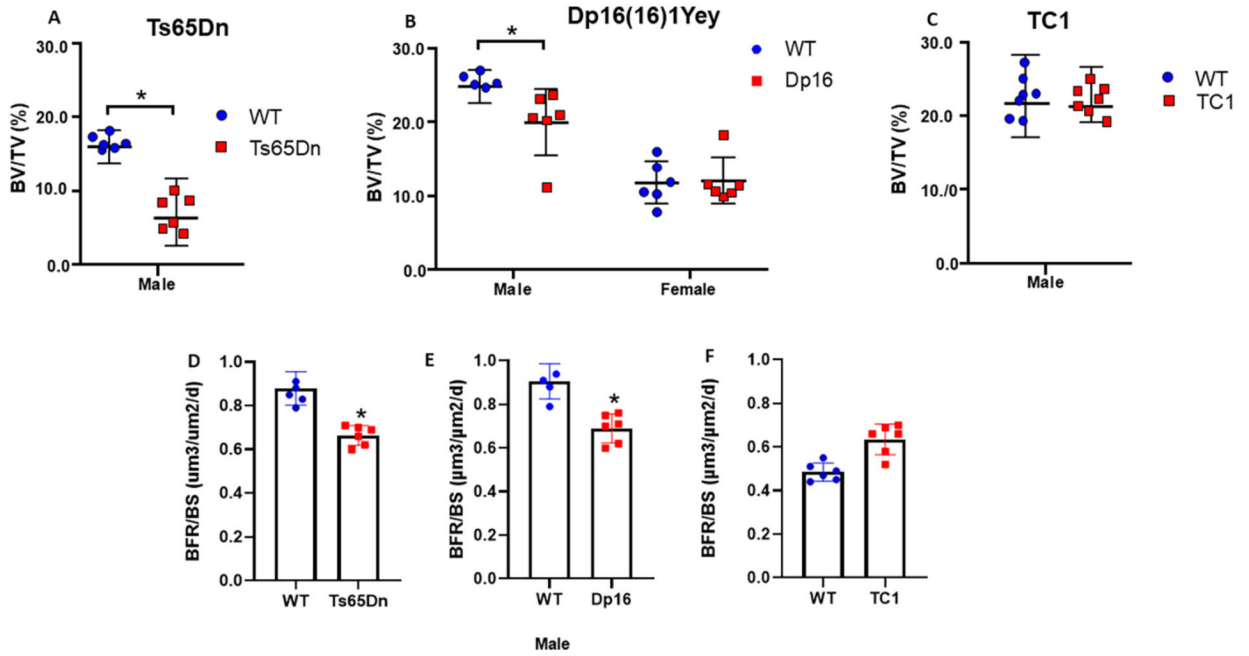 A
Ts65Dn
30.0
20.0
10.0
0.0
BV/TV (%)
*
WT
Ts65Dn
Male
B
Dp16(16)1Yey
30.0
20.0
10.0
0.0
BV/TV (%)
*
WT
Dp16
Male
Female
C
TC1
30.0
20.0
10./0
0.0
BV/TV (%)
WT
TC1
Male
D
1.0
0.8
0.6
0.4
0.2
0.0
BFR/BS (um3/um2/d)
*
WT
Ts65Dn
E
1.0
0.8
0.6
0.4
0.2
0.0
BFR/BS (µm3/µm2/d)
*
WT
Dp16
Male
F
1.0
0.8
0.6
0.4
0.2
0.0
BFR/BS (µm3/µm2/d)
WT
TC1